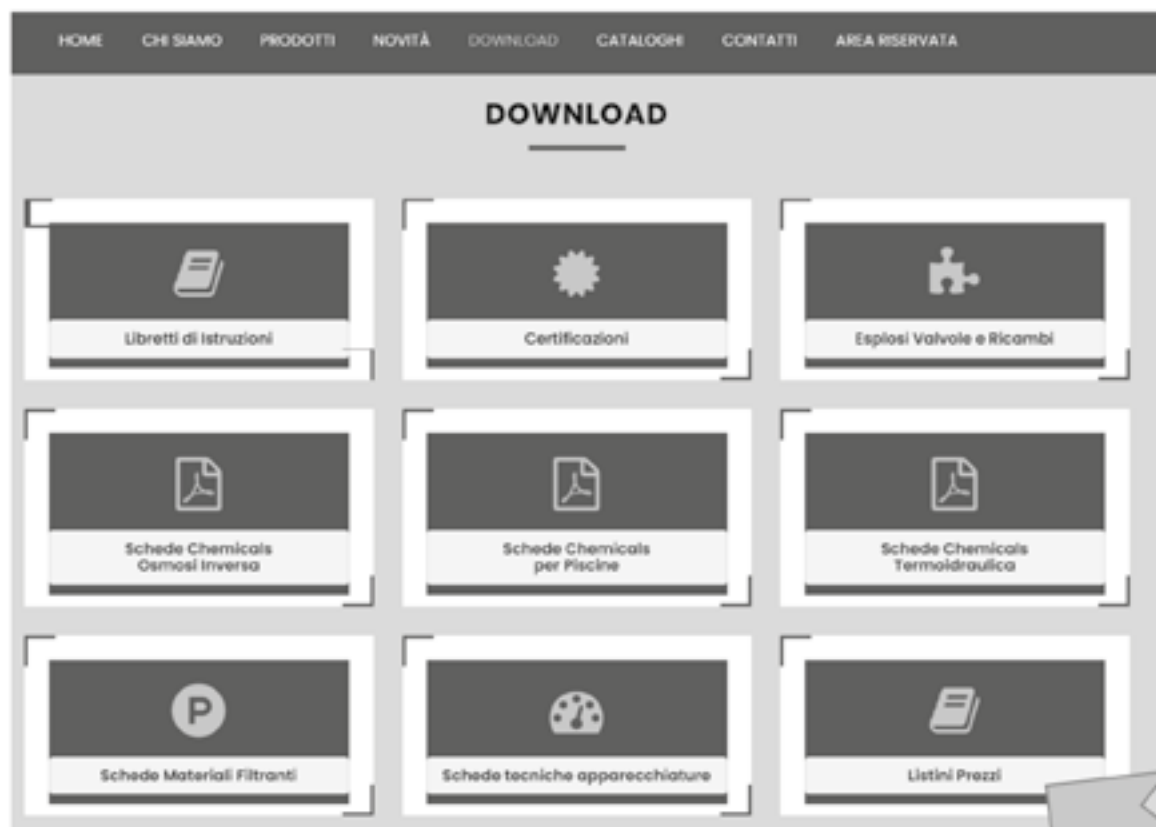 HOME CHI SIAMO PRODOTTI NOVITÀ DOWNLOAD CATALOGHI CONTATTI AREA RISERVATA
DOWNLOAD
Libretti di Istruzioni
Certificazioni
Esplosi Valvole e Ricambi
Schede Chemicals
Osmosi Inversa
Schede Chemicals
per Piscine
Schede Chemicals
Termoidraulica
P
Schede Materiali Filtranti
Schede tecniche apparecchiature
Listini Prezzi